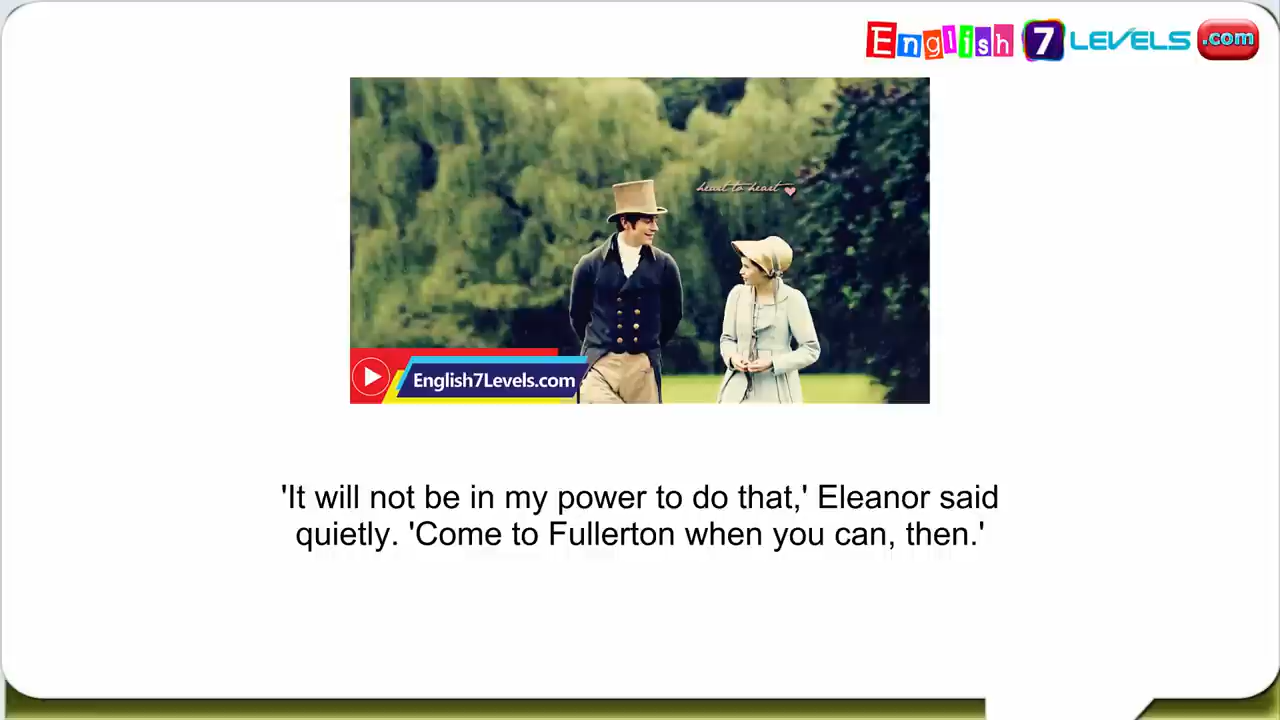 English 7 LEVELS .com
heart to heart
English7Levels.com
'It will not be in my power to do that,' Eleanor said
quietly. 'Come to Fullerton when you can, then.'